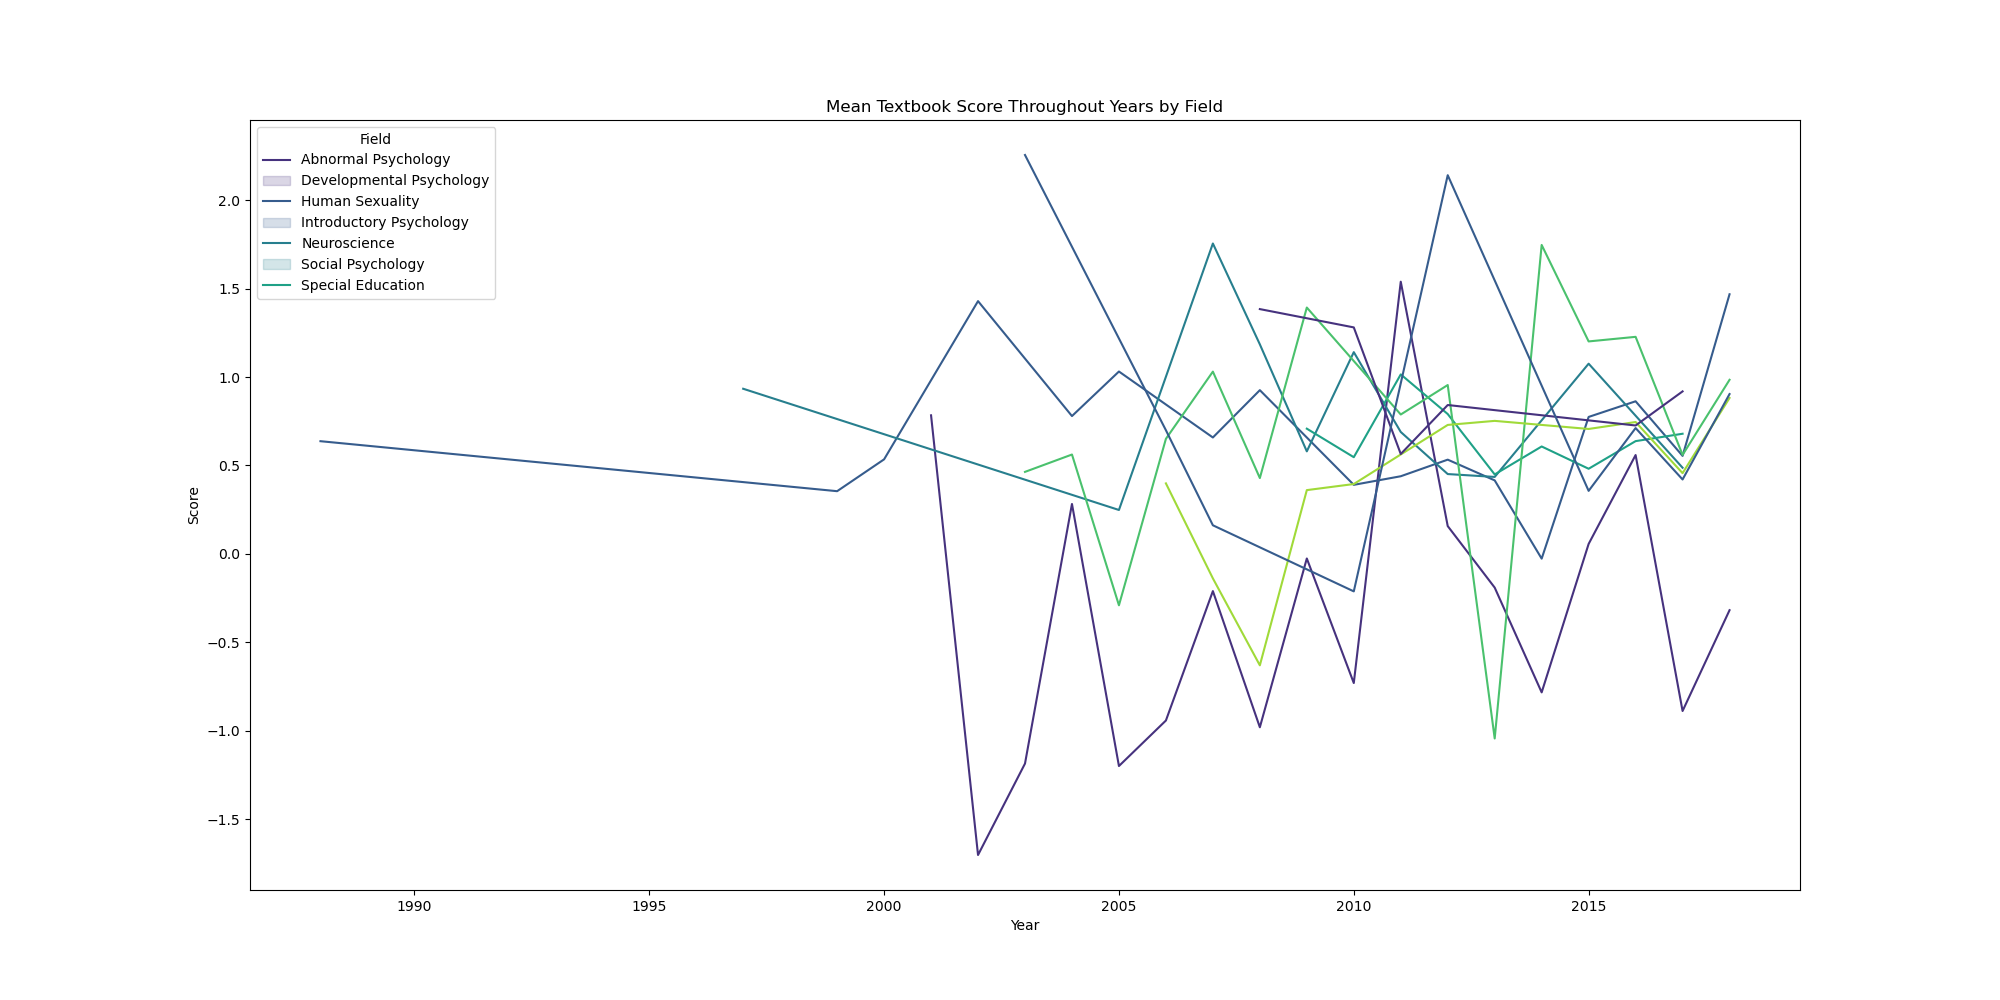 Mean Textbook Score Throughout Years by Field
Field
Abnormal Psychology
Developmental Psychology
Human Sexuality
Introductory Psychology
Neuroscience
Social Psychology
Special Education
2.0
1.5
1.0
0.5
0.0
−0.5
−1.0
−1.5
Score
1990
1995
2000
2005
2010
2015
Year